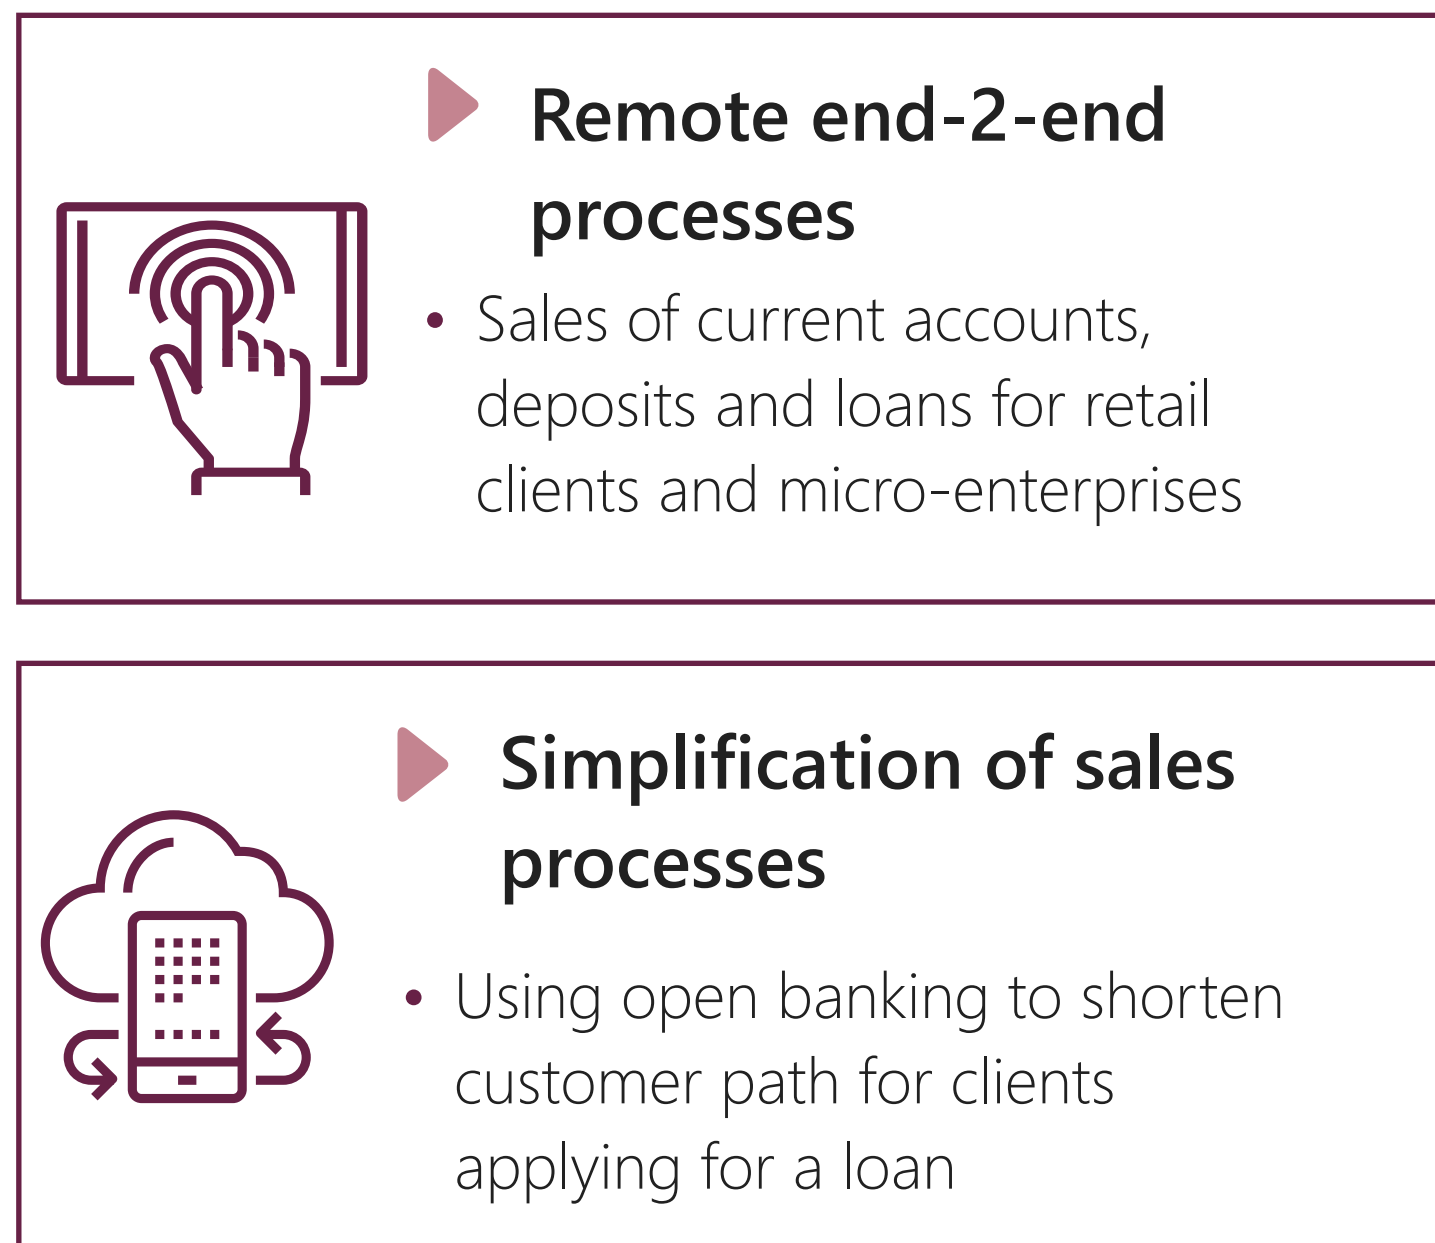 Remote end-2-end
processes
• Sales of current accounts,
deposits and loans for retail
clients and micro-enterprises
Simplification of sales
processes
• Using open banking to shorten
customer path for clients
applying for a loan